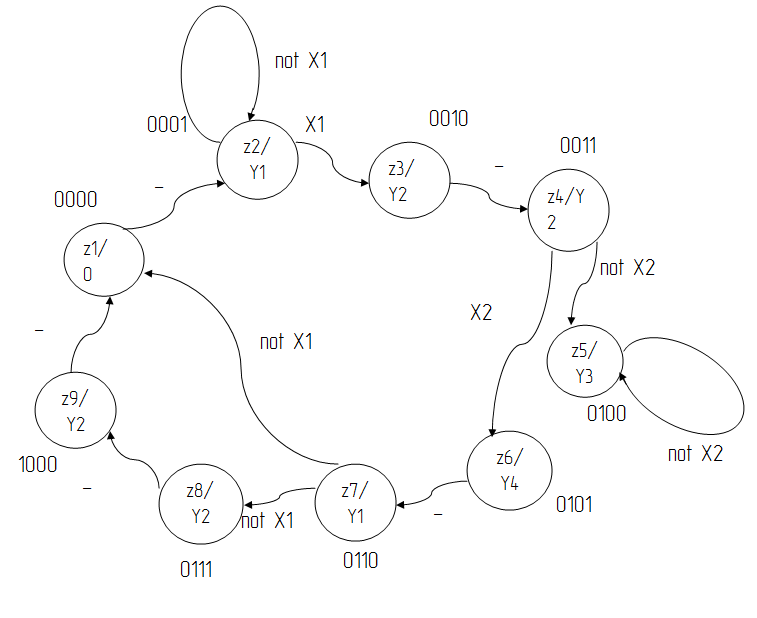 not X1
0001
X1
0010
z2/
Y1
0011
z3/
Y2
–
–
0000
z4/Y
2
z1/
0
not X2
X2
–
not X1
z5/
Y3
z9/
Y2
0100
not X2
1000
z6/
Y4
–
z8/
Y2
z7/
Y1
not X1
–
0101
0111
0110